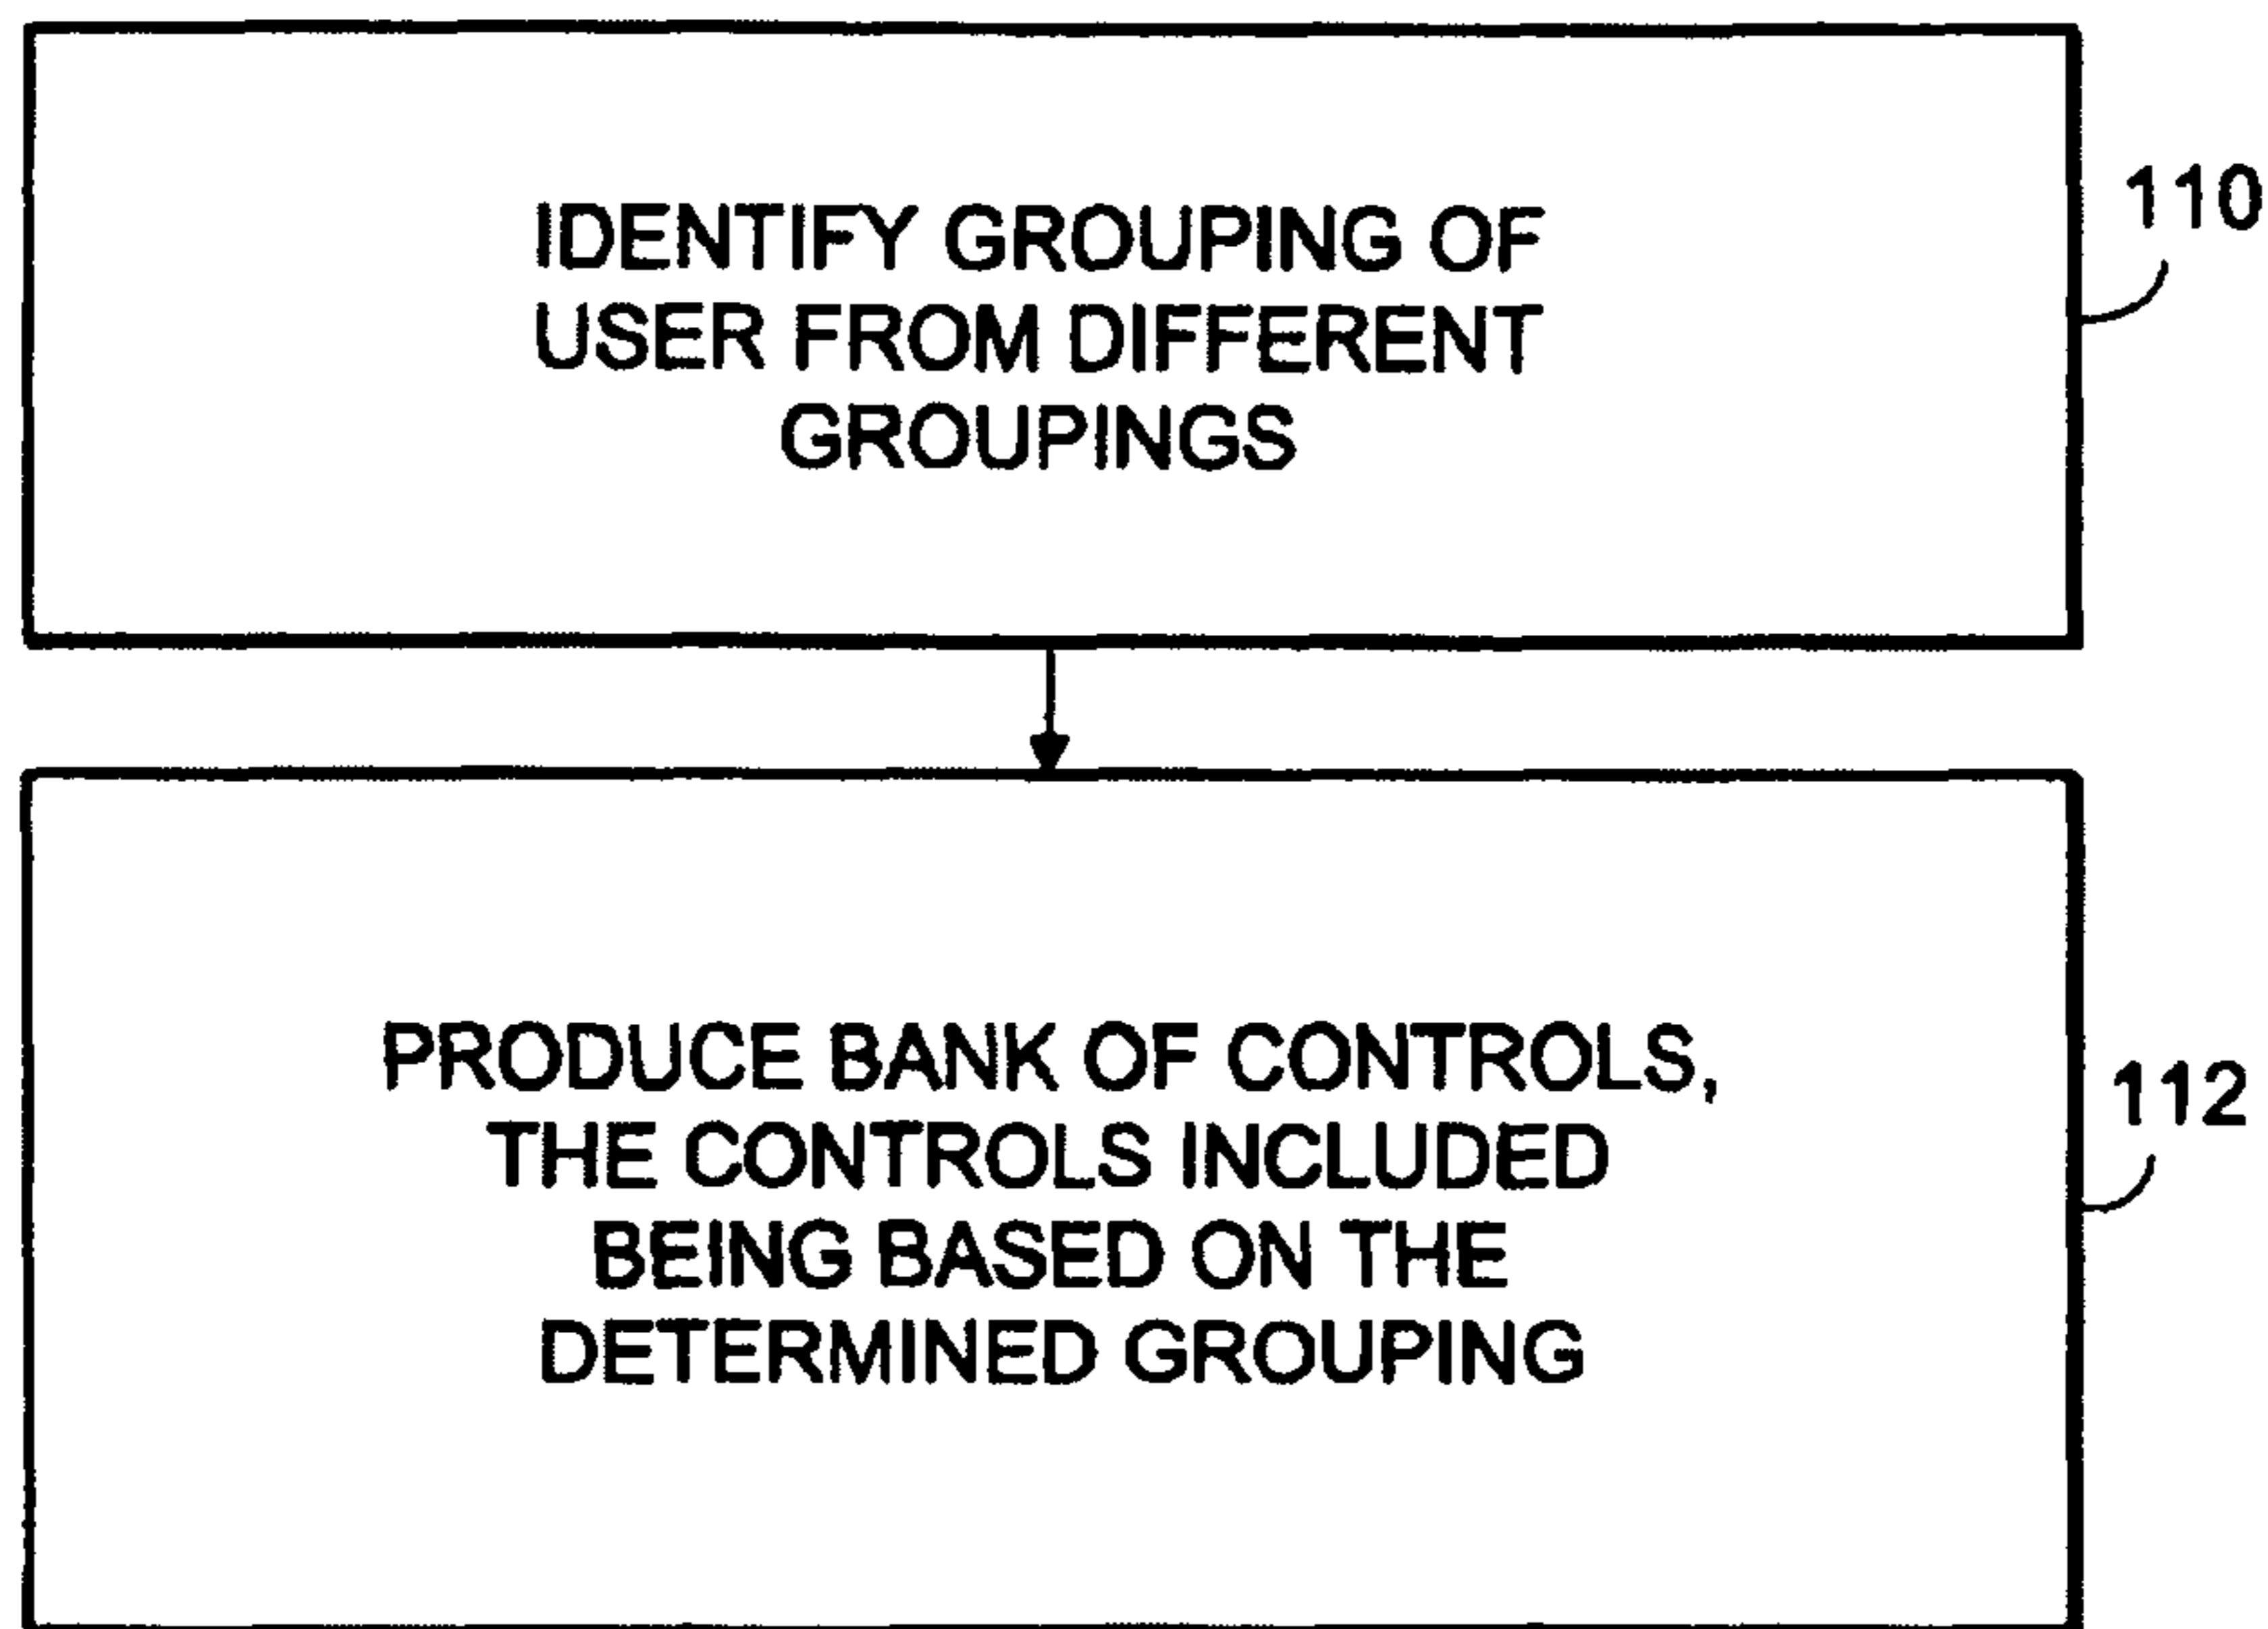 IDENTIFY GROUPING OF
USER FROM DIFFERENT
GROUPINGS
110
PRODUCE BANK OF CONTROLS,
THE CONTROLS INCLUDED
BEING BASED ON THE
DETERMINED GROUPING
112